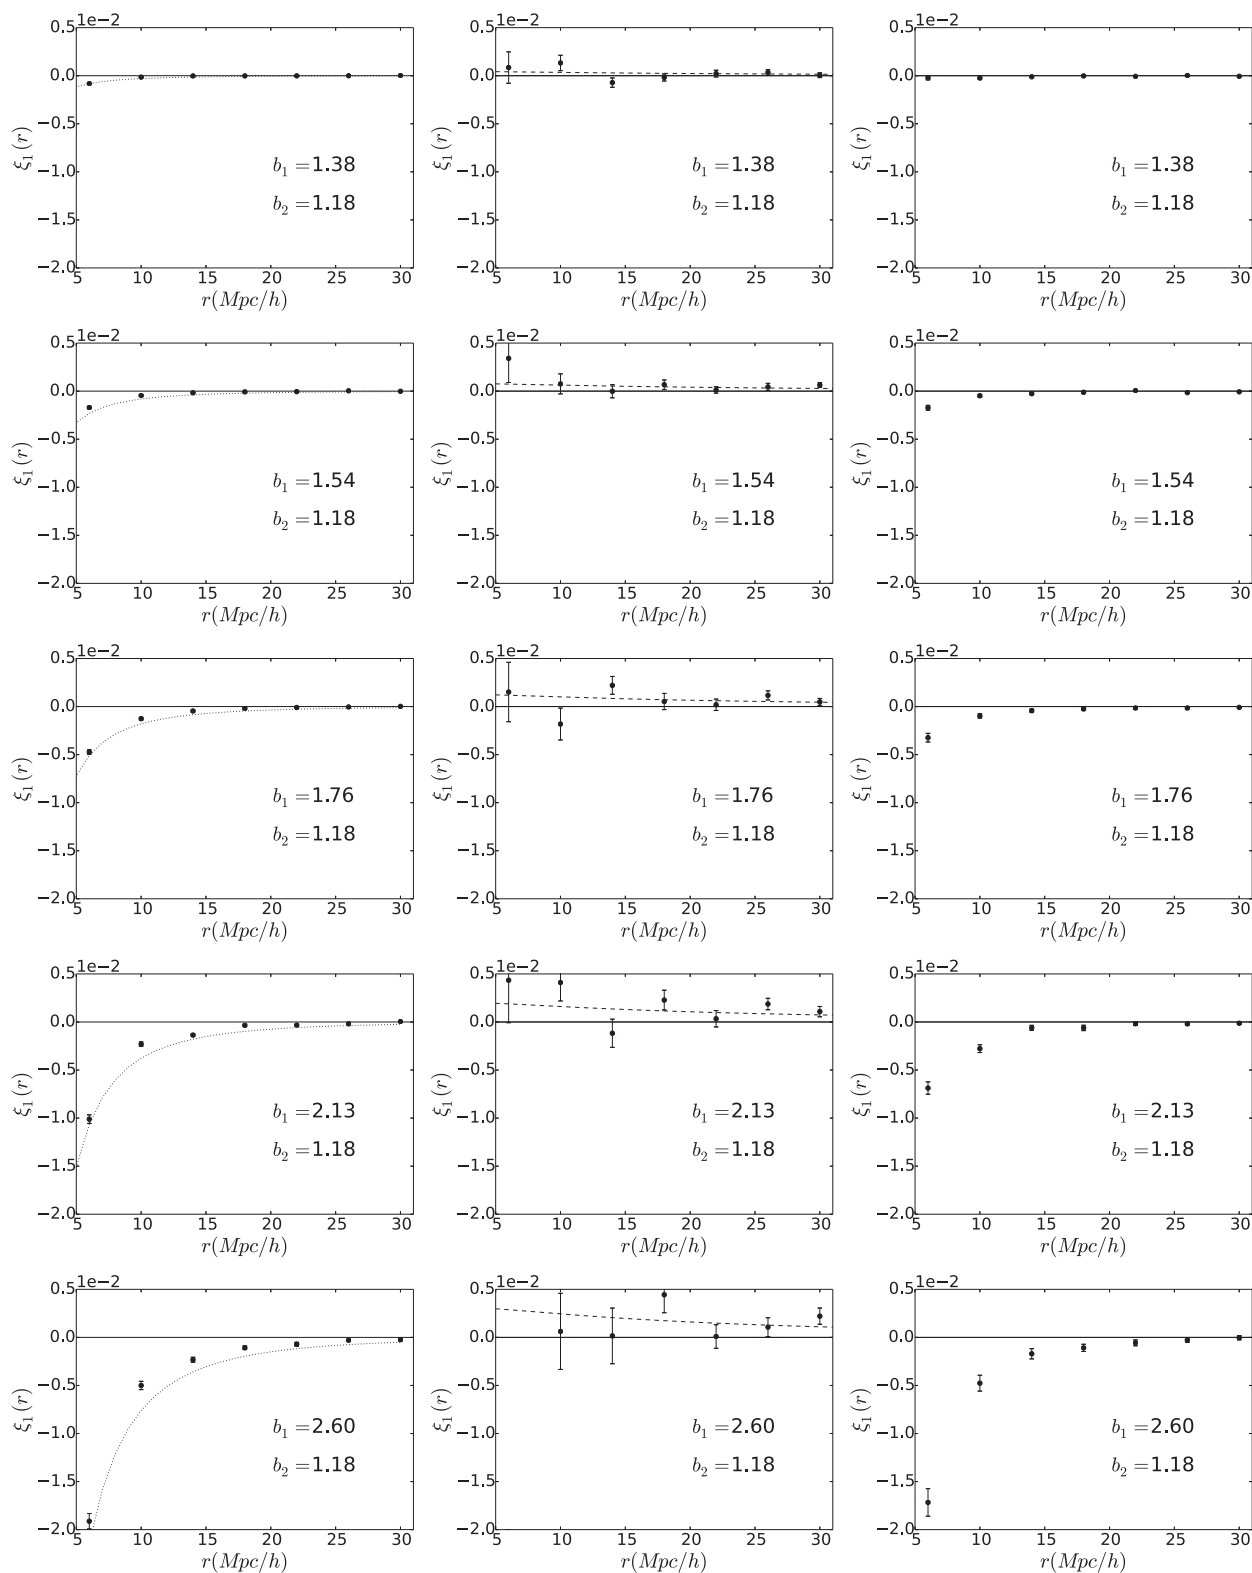 0.5 1e−2 0.5 1e−2 0.5 1e−2
0.0 0.0 0.0
−0.5 −0.5 −0.5
ξ₁(r) ξ₁(r) ξ₁(r)
b₁ =1.38 b₁ =1.38 b₁ =1.38
−1.0 −1.0 −1.0
b₂ =1.18 b₂ =1.18 b₂ =1.18
−1.5 −1.5 −1.5
−2.0 −2.0 −2.0
5 10 15 20 25 30 5 10 15 20 25 30 5 10 15 20 25 30
r(Mpc/h) r(Mpc/h) r(Mpc/h)
0.5 1e−2 0.5 1e−2 0.5 1e−2
0.0 0.0 0.0
−0.5 −0.5 −0.5
ξ₁(r) ξ₁(r) ξ₁(r)
b₁ =1.54 b₁ =1.54 b₁ =1.54
−1.0 −1.0 −1.0
b₂ =1.18 b₂ =1.18 b₂ =1.18
−1.5 −1.5 −1.5
−2.0 −2.0 −2.0
5 10 15 20 25 30 5 10 15 20 25 30 5 10 15 20 25 30
r(Mpc/h) r(Mpc/h) r(Mpc/h)
0.5 1e−2 0.5 1e−2 0.5 1e−2
0.0 0.0 0.0
−0.5 −0.5 −0.5
ξ₁(r) ξ₁(r) ξ₁(r)
b₁ =1.76 b₁ =1.76 b₁ =1.76
−1.0 −1.0 −1.0
b₂ =1.18 b₂ =1.18 b₂ =1.18
−1.5 −1.5 −1.5
−2.0 −2.0 −2.0
5 10 15 20 25 30 5 10 15 20 25 30 5 10 15 20 25 30
r(Mpc/h) r(Mpc/h) r(Mpc/h)
0.5 1e−2 0.5 1e−2 0.5 1e−2
0.0 0.0 0.0
−0.5 −0.5 −0.5
ξ₁(r) ξ₁(r) ξ₁(r)
b₁ =2.13 b₁ =2.13 b₁ =2.13
−1.0 −1.0 −1.0
b₂ =1.18 b₂ =1.18 b₂ =1.18
−1.5 −1.5 −1.5
−2.0 −2.0 −2.0
5 10 15 20 25 30 5 10 15 20 25 30 5 10 15 20 25 30
r(Mpc/h) r(Mpc/h) r(Mpc/h)
0.5 1e−2 0.5 1e−2 0.5 1e−2
0.0 0.0 0.0
−0.5 −0.5 −0.5
ξ₁(r) ξ₁(r) ξ₁(r)
b₁ =2.60 b₁ =2.60 b₁ =2.60
−1.0 −1.0 −1.0
b₂ =1.18 b₂ =1.18 b₂ =1.18
−1.5 −1.5 −1.5
−2.0 −2.0 −2.0
5 10 15 20 25 30 5 10 15 20 25 30 5 10 15 20 25 30
r(Mpc/h) r(Mpc/h) r(Mpc/h)